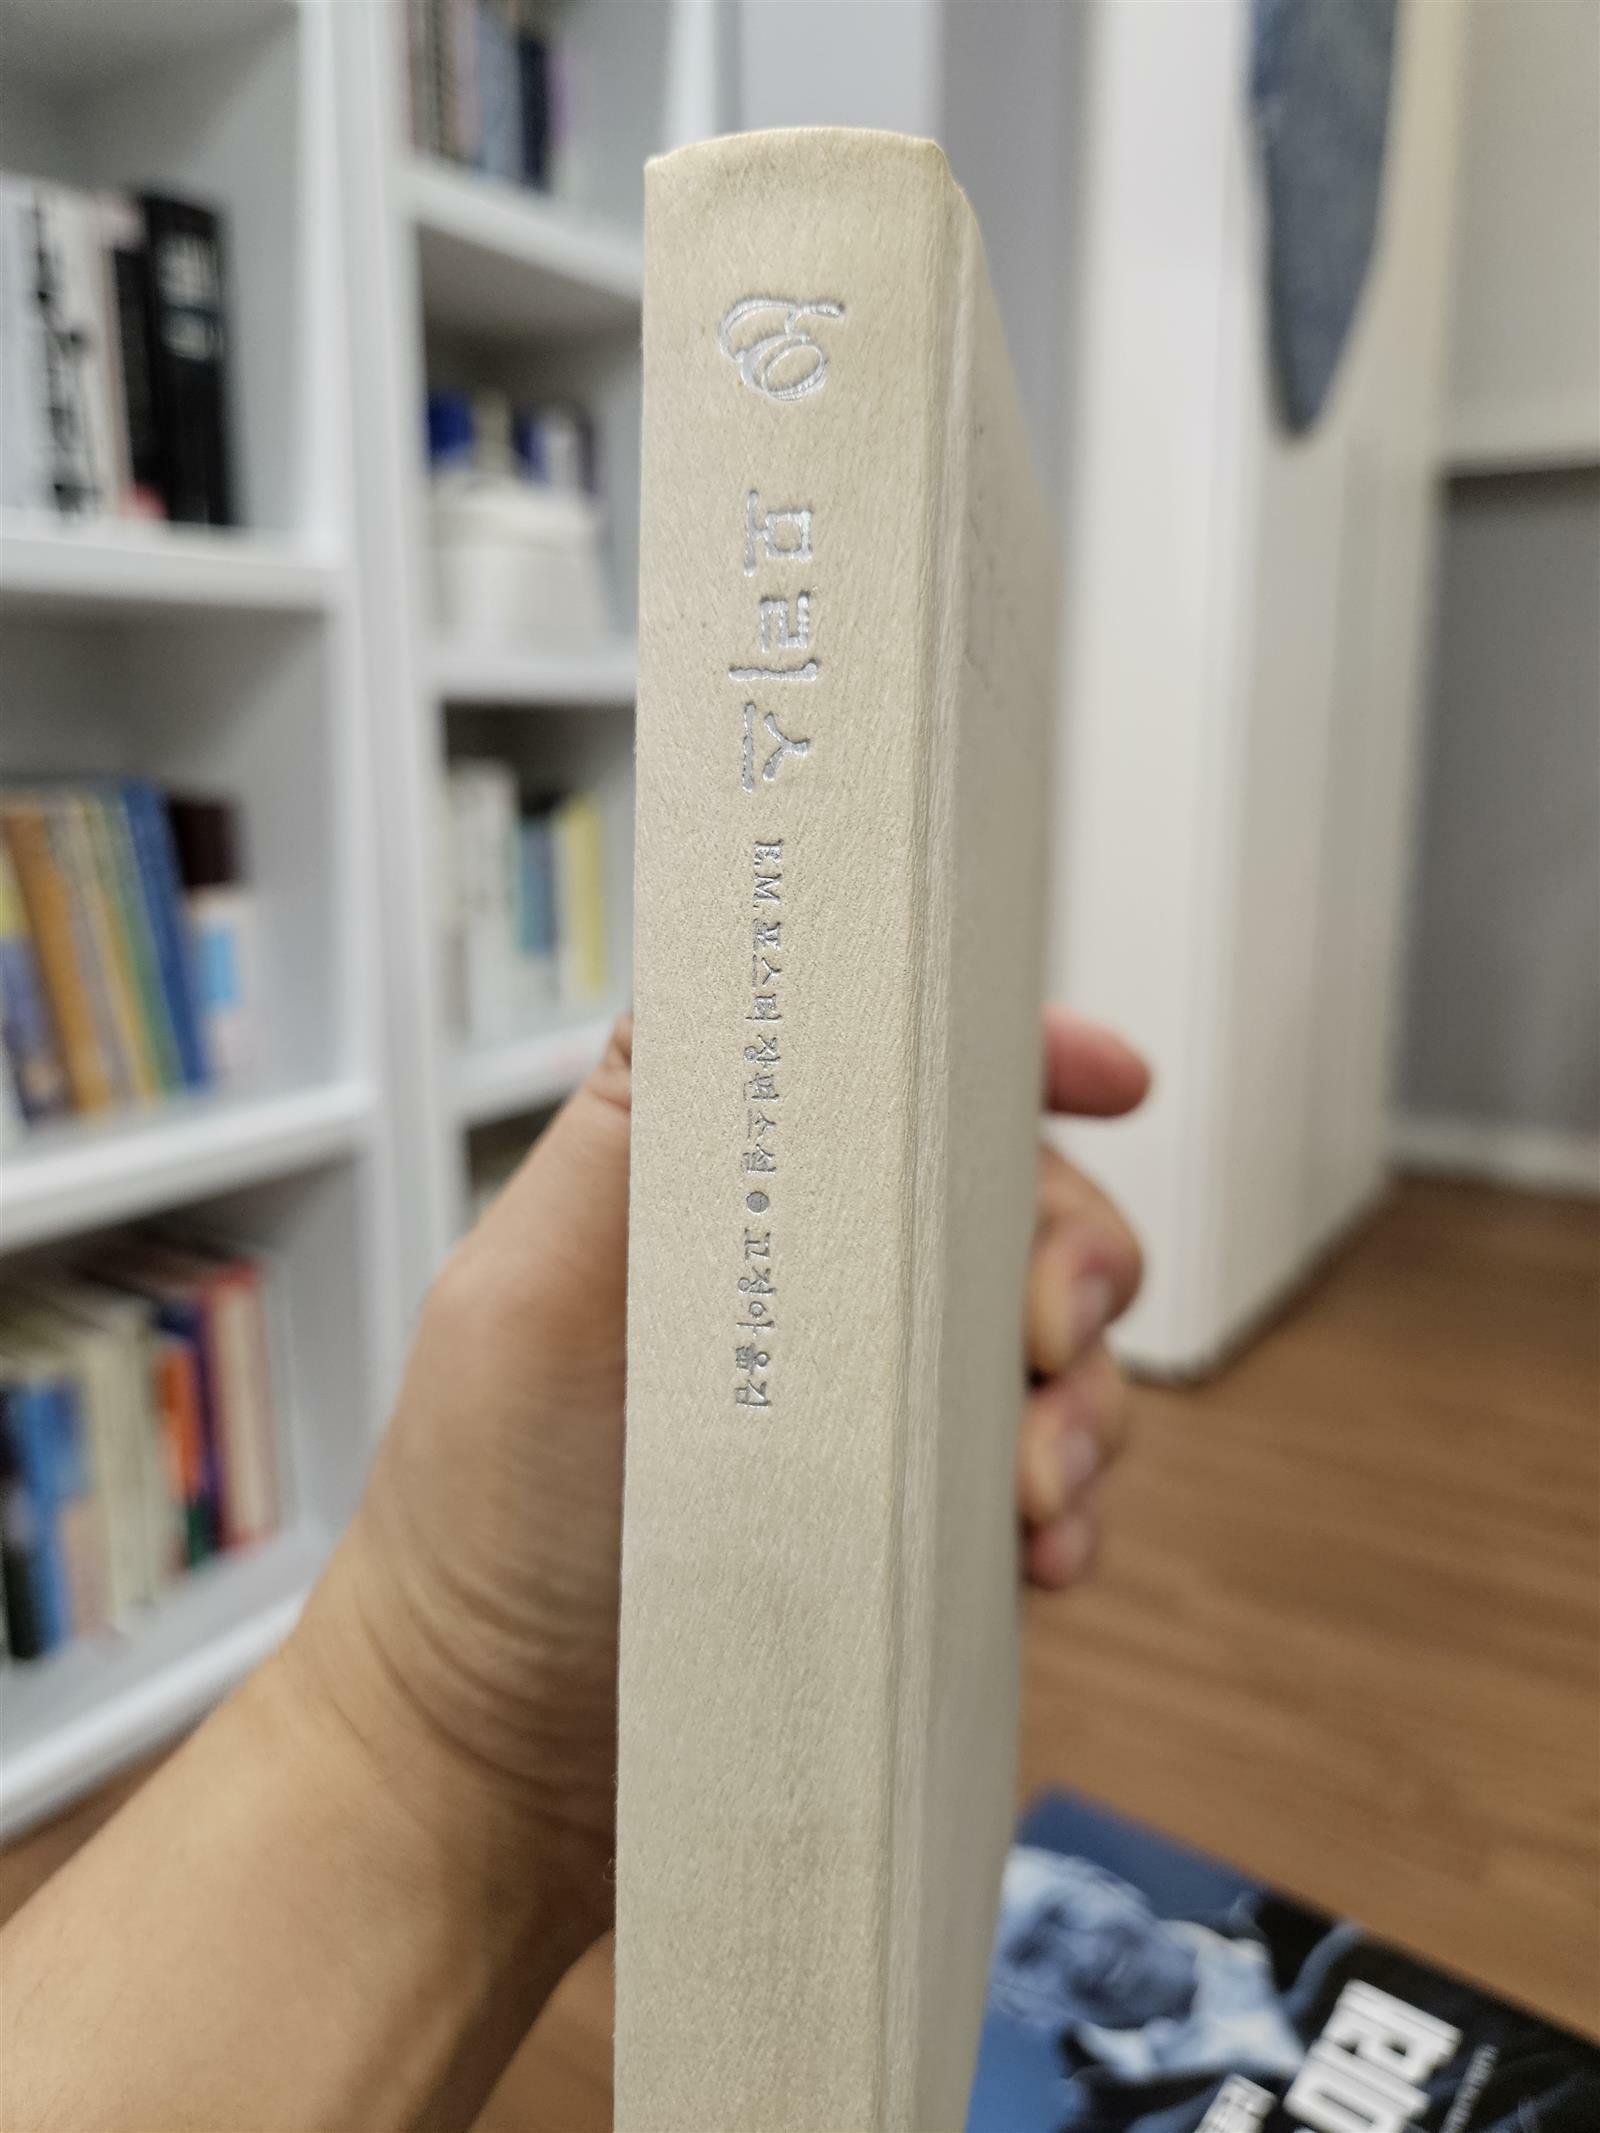 모리스 E.M. 포스터 장편소설 ● 고정아 옮김